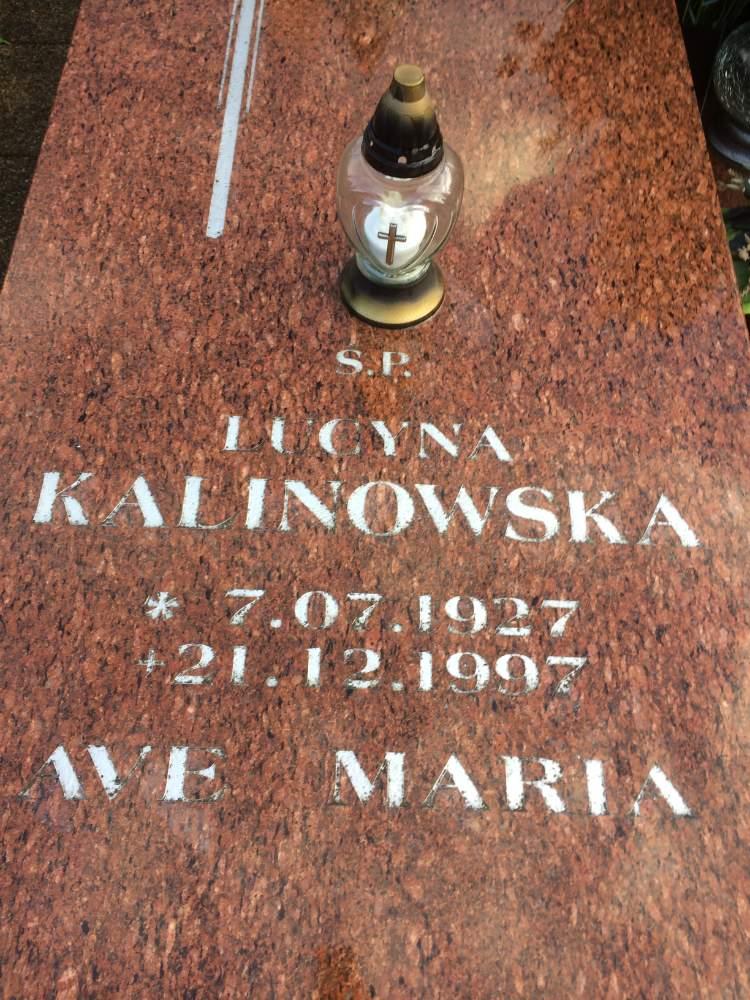 Ś.P.
LUCYNA
KALINOWSKA
* 7.07.1927
+21.12.1997
AVE MARIA